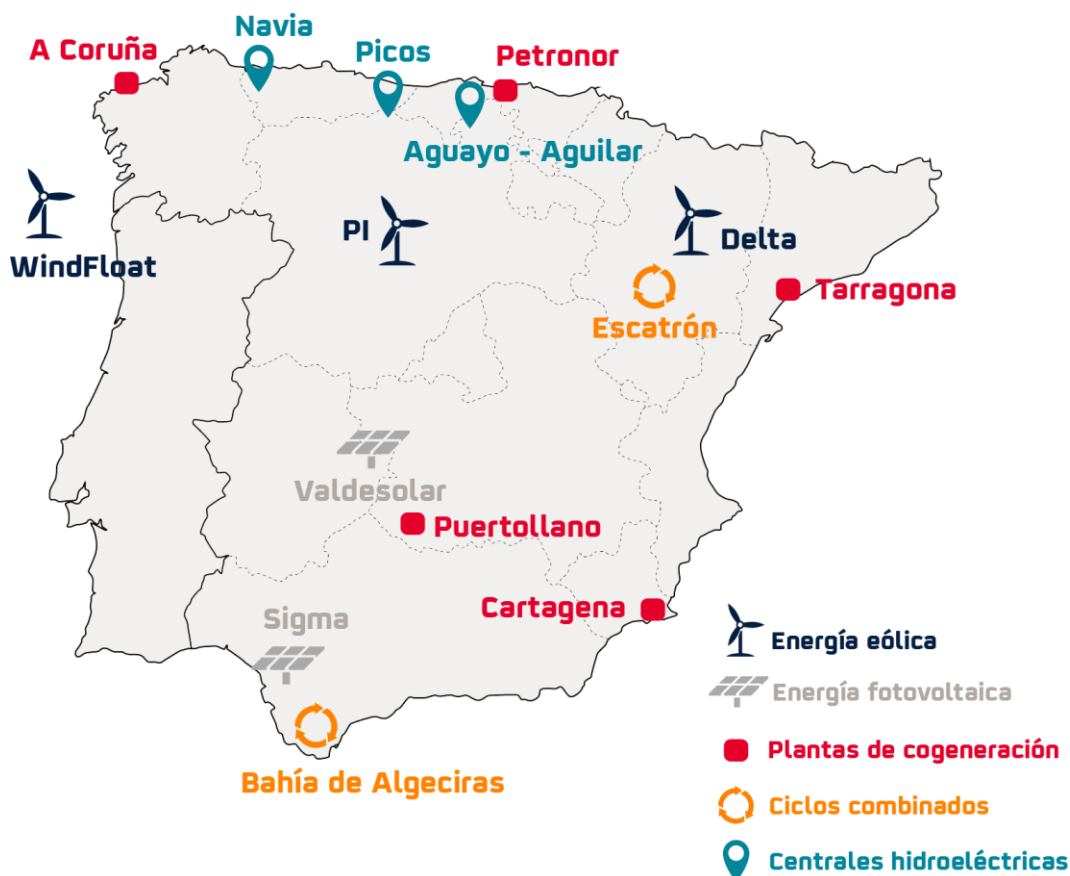 Navia
A Coruña
Picos
Petronor
Aguayo - Aguilar
PI
Delta
WindFloat
Tarragona
Escatrón
Valdesolar
Puertollano
Cartagena
Sigma
Energía eólica
Energía fotovoltaica
Plantas de cogeneración
Bahía de Algeciras
Ciclos combinados
Centrales hidroeléctricas